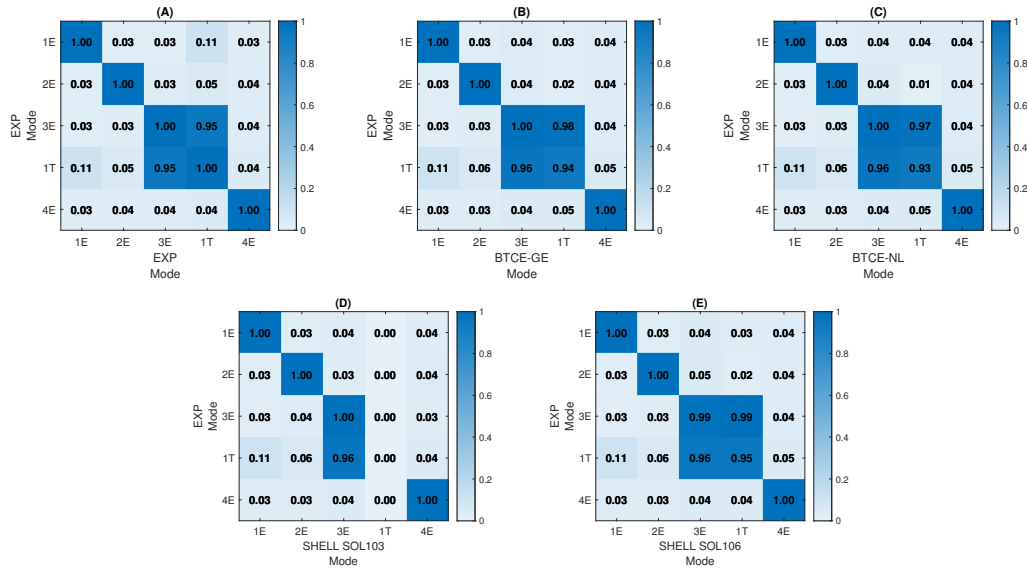 (A)
1E 1.00 0.03 0.03 0.11 0.03
2E 0.03 1.00 0.03 0.05 0.04
3E 0.03 0.03 1.00 0.95 0.04
1T 0.11 0.05 0.95 1.00 0.04
4E 0.03 0.04 0.04 0.04 1.00
1E 2E 3E 1T 4E
EXP
Mode
EXP
Mode
1
0.8
0.6
0.4
0.2
0
(B)
1E 1.00 0.03 0.04 0.03 0.04
2E 0.03 1.00 0.04 0.02 0.04
3E 0.03 0.03 1.00 0.98 0.04
1T 0.11 0.06 0.96 0.94 0.05
4E 0.03 0.03 0.04 0.05 1.00
1E 2E 3E 1T 4E
BTCE-GE
Mode
EXP
Mode
1
0.8
0.6
0.4
0.2
0
(C)
1E 1.00 0.03 0.04 0.04 0.04
2E 0.03 1.00 0.04 0.01 0.04
3E 0.03 0.03 1.00 0.97 0.04
1T 0.11 0.06 0.96 0.93 0.05
4E 0.03 0.03 0.04 0.05 1.00
1E 2E 3E 1T 4E
BTCE-NL
Mode
EXP
Mode
1
0.8
0.6
0.4
0.2
0
(D)
1E 1.00 0.03 0.04 0.00 0.04
2E 0.03 1.00 0.03 0.00 0.04
3E 0.03 0.04 1.00 0.00 0.03
1T 0.11 0.06 0.96 0.00 0.04
4E 0.03 0.03 0.04 0.00 1.00
1E 2E 3E 1T 4E
SHELL SOL103
Mode
EXP
Mode
1
0.8
0.6
0.4
0.2
0
(E)
1E 1.00 0.03 0.04 0.03 0.04
2E 0.03 1.00 0.05 0.02 0.04
3E 0.03 0.03 0.99 0.99 0.04
1T 0.11 0.06 0.96 0.95 0.05
4E 0.03 0.03 0.04 0.04 1.00
1E 2E 3E 1T 4E
SHELL SOL106
Mode
EXP
Mode
1
0.8
0.6
0.4
0.2
0